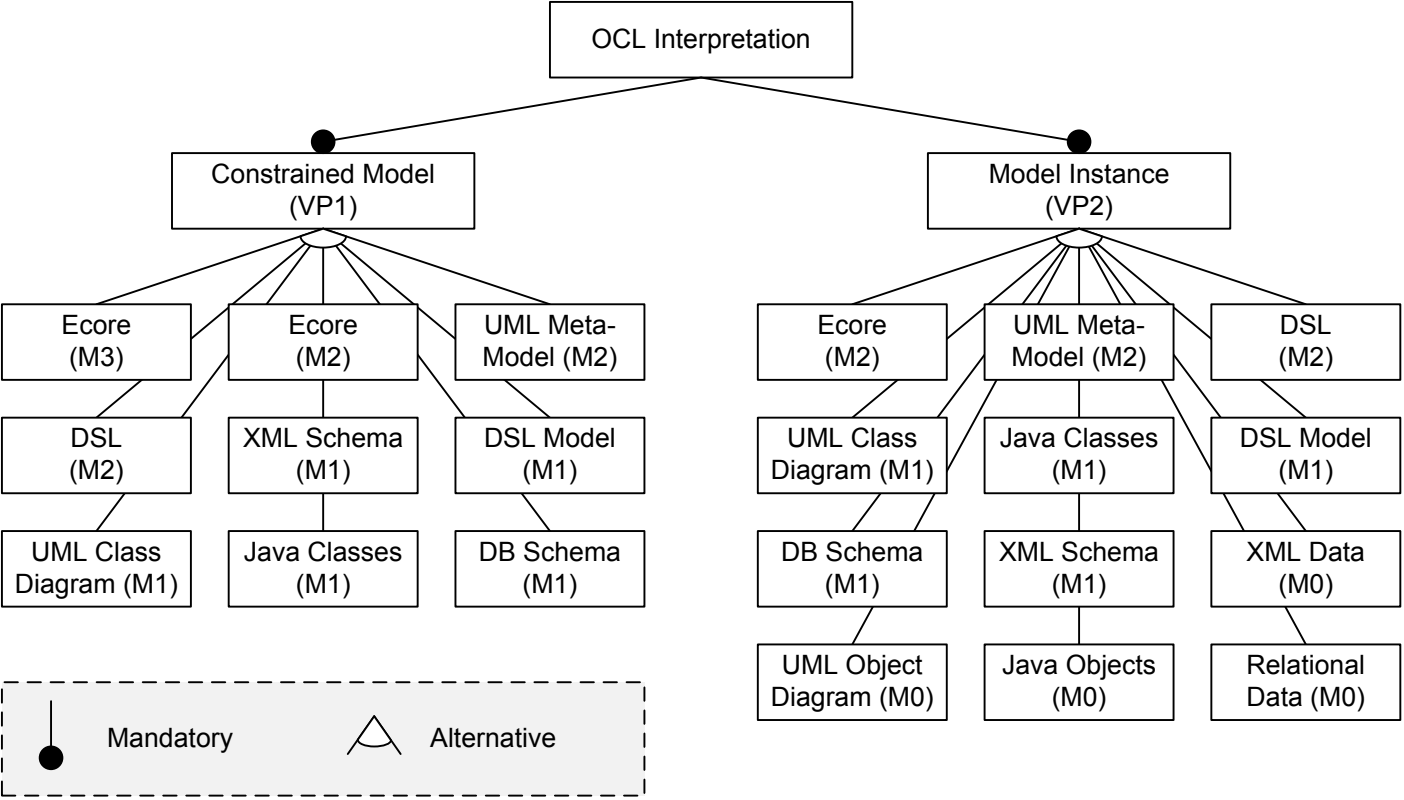 OCL Interpretation
Constrained Model
(VP1)
Model Instance
(VP2)
Ecore
(M3)
Ecore
(M2)
UML Meta-
Model (M2)
DSL
(M2)
XML Schema
(M1)
DSL Model
(M1)
UML Class
Diagram (M1)
Java Classes
(M1)
DB Schema
(M1)
Ecore
(M2)
UML Meta-
Model (M2)
DSL
(M2)
UML Class
Diagram (M1)
Java Classes
(M1)
DSL Model
(M1)
DB Schema
(M1)
XML Schema
(M1)
XML Data
(M0)
UML Object
Diagram (M0)
Java Objects
(M0)
Relational
Data (M0)
Mandatory
Alternative